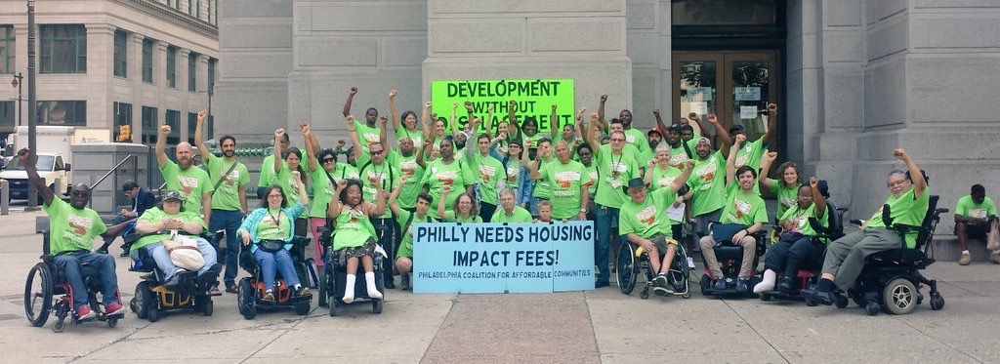 DEVELOPMENT
WITHOUT
DISPLACEMENT
PHILLY NEEDS HOUSING
IMPACT FEES!
PHILADELPHIA COALITION FOR AFFORDABLE COMMUNITIES